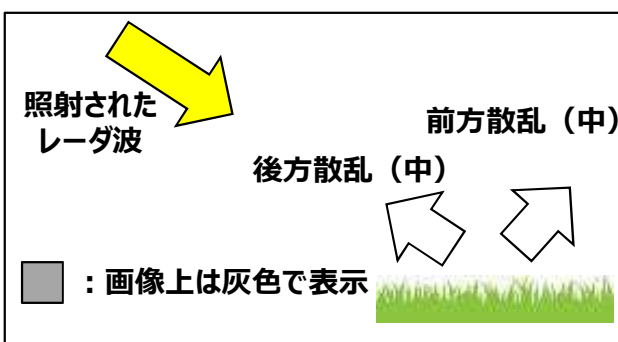 照射された
レーダ波
前方散乱（中）
後方散乱（中）
：画像上は灰色で表示